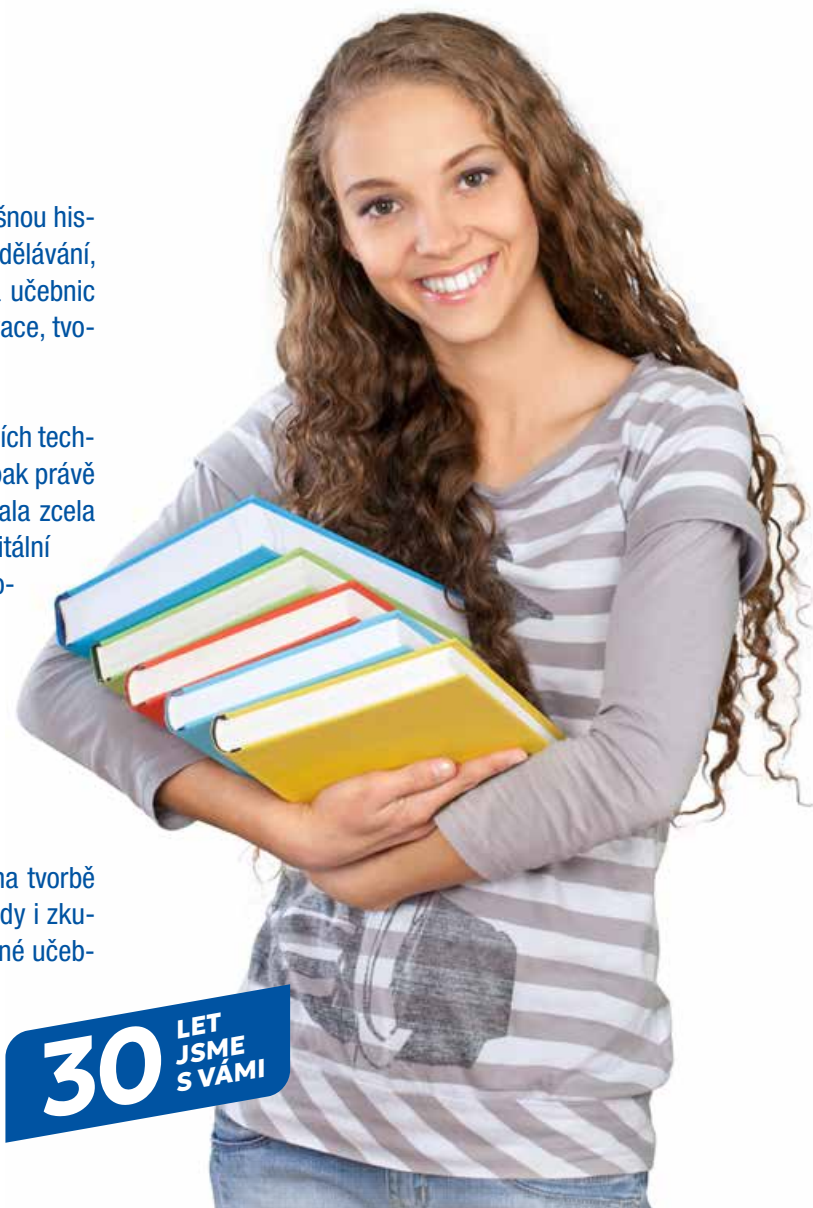 šnou his-
dělávání,
učebnic
ace, tvo-
ích tech-
pak právě
ala zcela
itální
o-
na tvorbě
dy i zku-
né učeb-
30 LET
JSME
S VÁMI